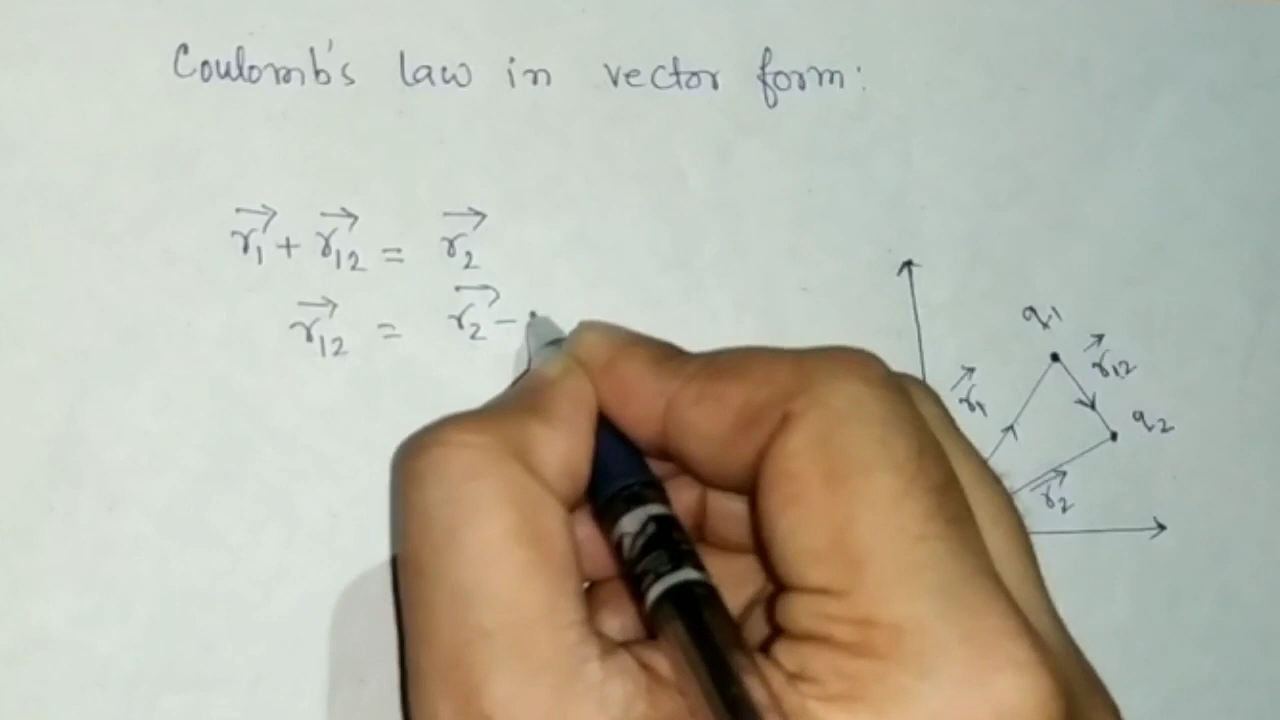 Coulomb's law in vector form:
r⃗₁ + r⃗₁₂ = r⃗₂
r⃗₁₂ = r⃗₂ -
q₁
r⃗₁₂
r⃗₁
q₂
r⃗₂